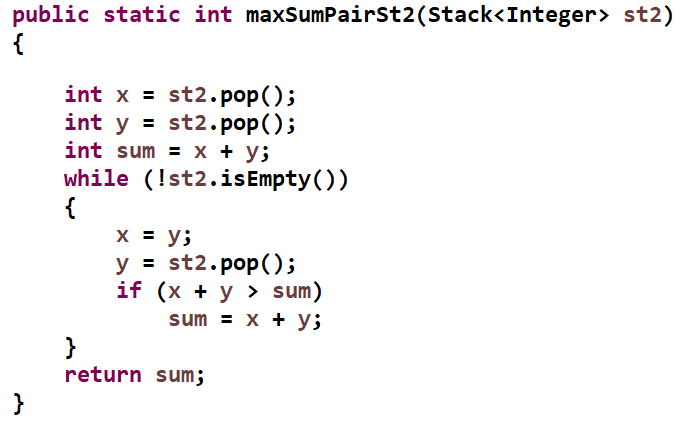 public static int maxSumPairSt2(Stack<Integer> st2)
{
int x = st2.pop();
int y = st2.pop();
int sum = x + y;
while (!st2.isEmpty())
{
x = y;
y = st2.pop();
if (x + y > sum)
sum = x + y;
}
return sum;
}